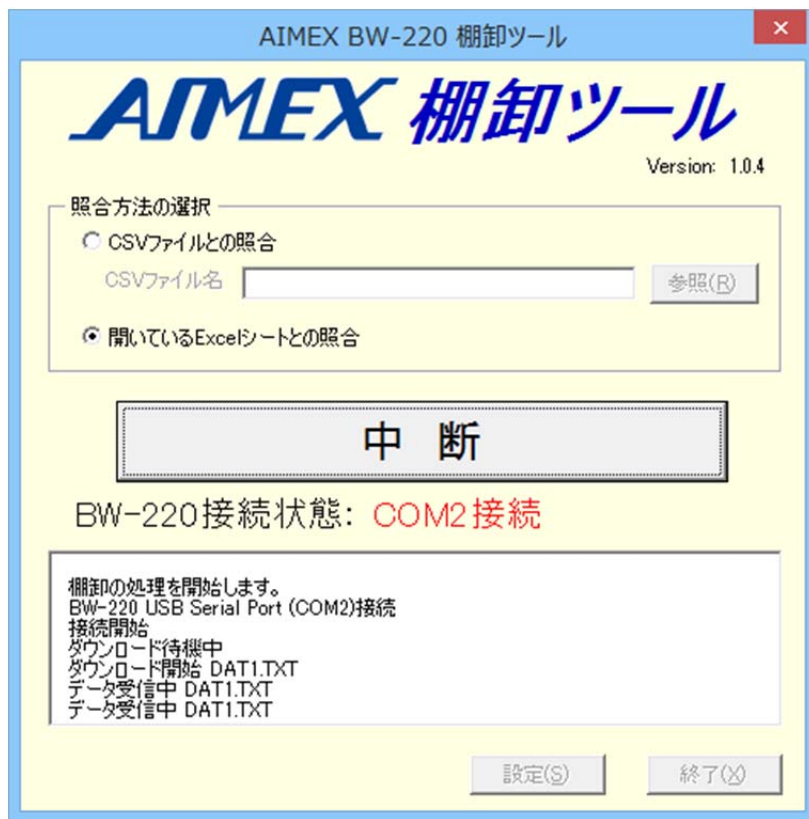 AIMEX BW-220 棚卸ツール
AIMEX 棚卸ツール
Version: 1.0.4
照合方法の選択
CSVファイルとの照合
CSVファイル名 参照(R)
開いているExcelシートとの照合
中 断
BW-220接続状態: COM2接続
棚卸の処理を開始します。
BW-220 USB Serial Port (COM2)接続
接続開始
ダウンロード待機中
ダウンロード開始 DAT1.TXT
データ受信中 DAT1.TXT
データ受信中 DAT1.TXT
設定(S) 終了(X)